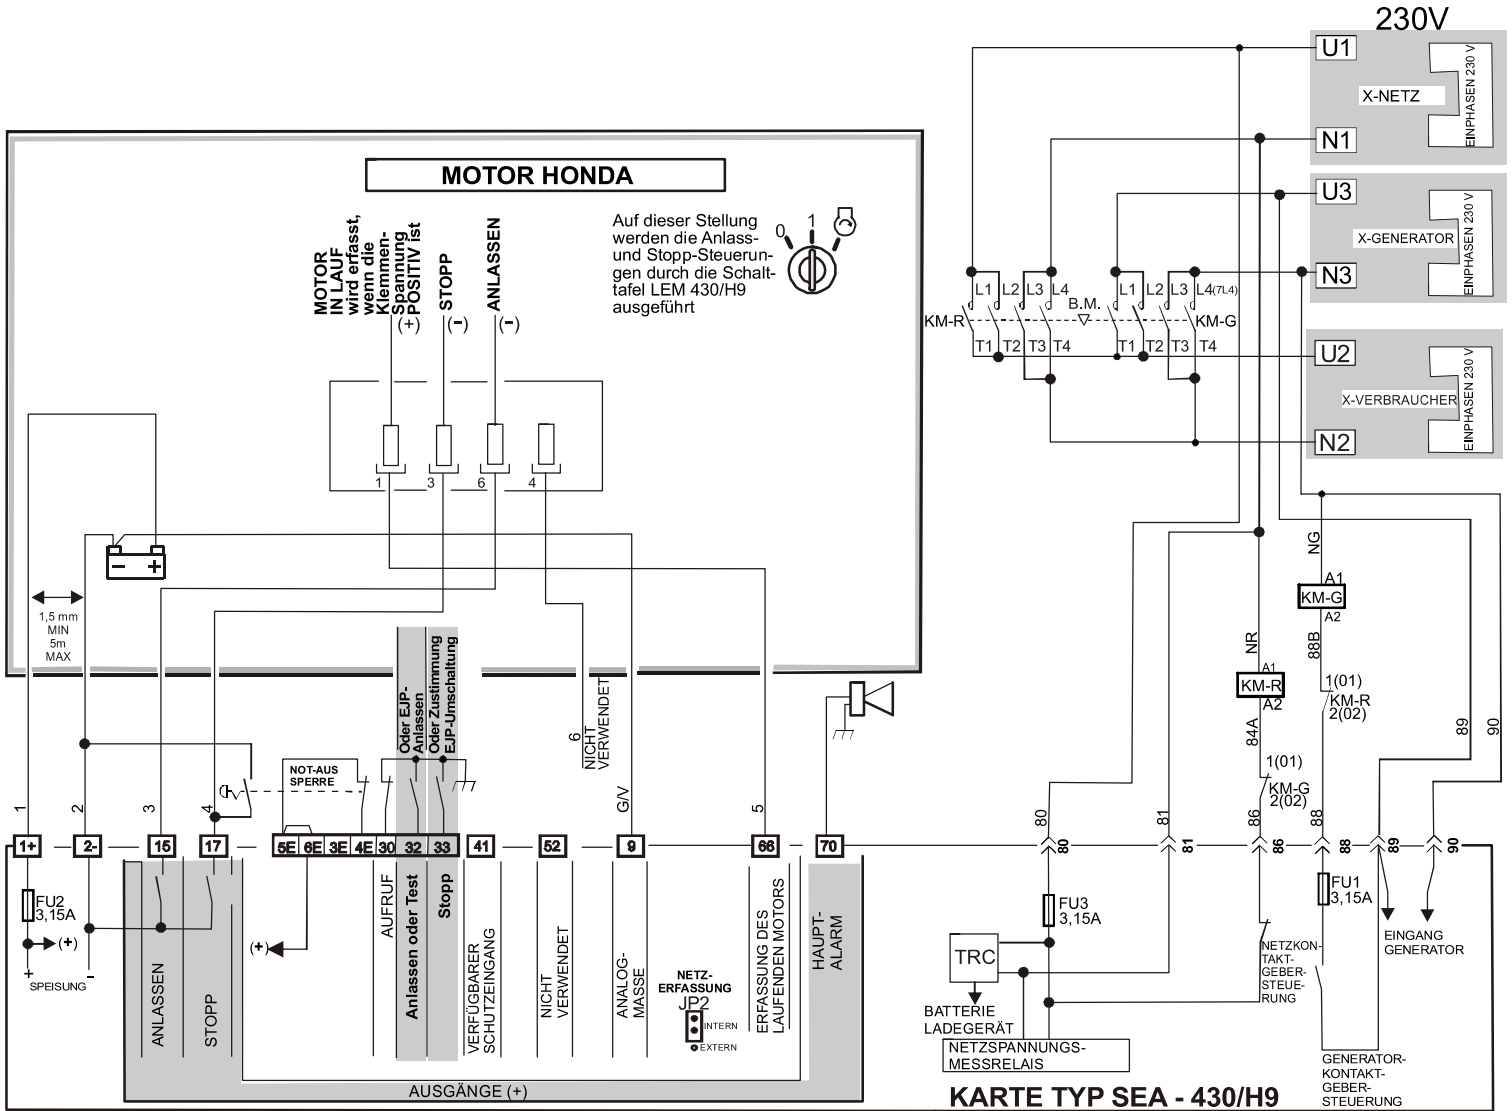 230V
U1
X-NETZ
EINPHASEN 230 V
N1
U3
X-GENERATOR
EINPHASEN 230 V
N3
U2
X-VERBRAUCHER
EINPHASEN 230 V
N2
MOTOR HONDA
MOTOR
IN LAUF
wird erfasst,
wenn die
Klemmen-
Spannung
POSITIV ist
(+)
STOPP
(-)
ANLASSEN
(-)
Auf dieser Stellung
werden die Anlass-
und Stopp-Steuerun-
gen durch die Schalt-
tafel LEM 430/H9
ausgeführt
0
1
1
3
6
4
L1
L2
L3
L4
B.M.
L1
L2
L3
L4(7L4)
KM-R
KM-G
T1
T2
T3
T4
T1
T2
T3
T4
- +
1,5 mm
MIN
5m
MAX
NG
A1
KM-G
A2
88B
NR
A1
KM-R
A2
84A
1(01)
KM-R
2(02)
1(01)
KM-G
2(02)
89
90
Oder EJP-
Anlassen
Oder Zustimmung
EJP-Umschaltung
6
NICHT
VERWENDET
NOT-AUS
SPERRE
1
2
3
4
G/V
5
80
81
86
88
1+
2-
15
17
5E
6E
3E
4E
30
32
33
41
52
9
66
70
80
81
86
88
89
90
FU2
3,15A
(+)
+
-
SPEISUNG
ANLASSEN
STOPP
(+)
AUFRUF
Anlassen oder Test
Stopp
VERFÜGBARER
SCHUTZEINGANG
NICHT
VERWENDET
ANALOG-
MASSE
NETZ-
ERFASSUNG
JP2
INTERN
EXTERN
ERFASSUNG DES
LAUFENDEN MOTORS
HAUPT-
ALARM
FU3
3,15A
TRC
BATTERIE
LADEGERÄT
NETZSPANNUNGS-
MESSRELAIS
NETZKON-
TAKT-
GEBER-
STEUE-
RUNG
FU1
3,15A
EINGANG
GENERATOR
GENERATOR-
KONTAKT-
GEBER-
STEUERUNG
AUSGÄNGE (+)
KARTE TYP SEA - 430/H9